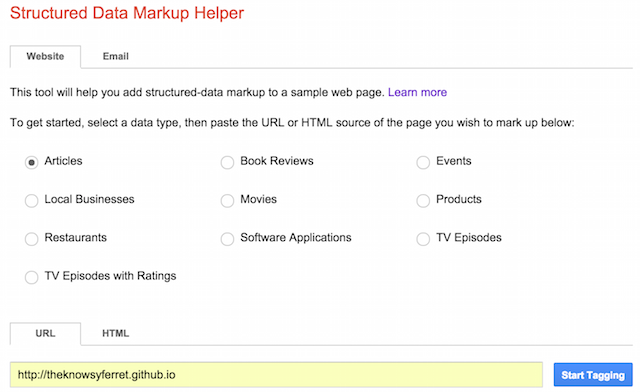 Structured Data Markup Helper
Website Email
This tool will help you add structured-data markup to a sample web page. Learn more
To get started, select a data type, then paste the URL or HTML source of the page you wish to mark up below:
Articles Book Reviews Events
Local Businesses Movies Products
Restaurants Software Applications TV Episodes
TV Episodes with Ratings
URL HTML
http://theknowsyferret.github.io Start Tagging